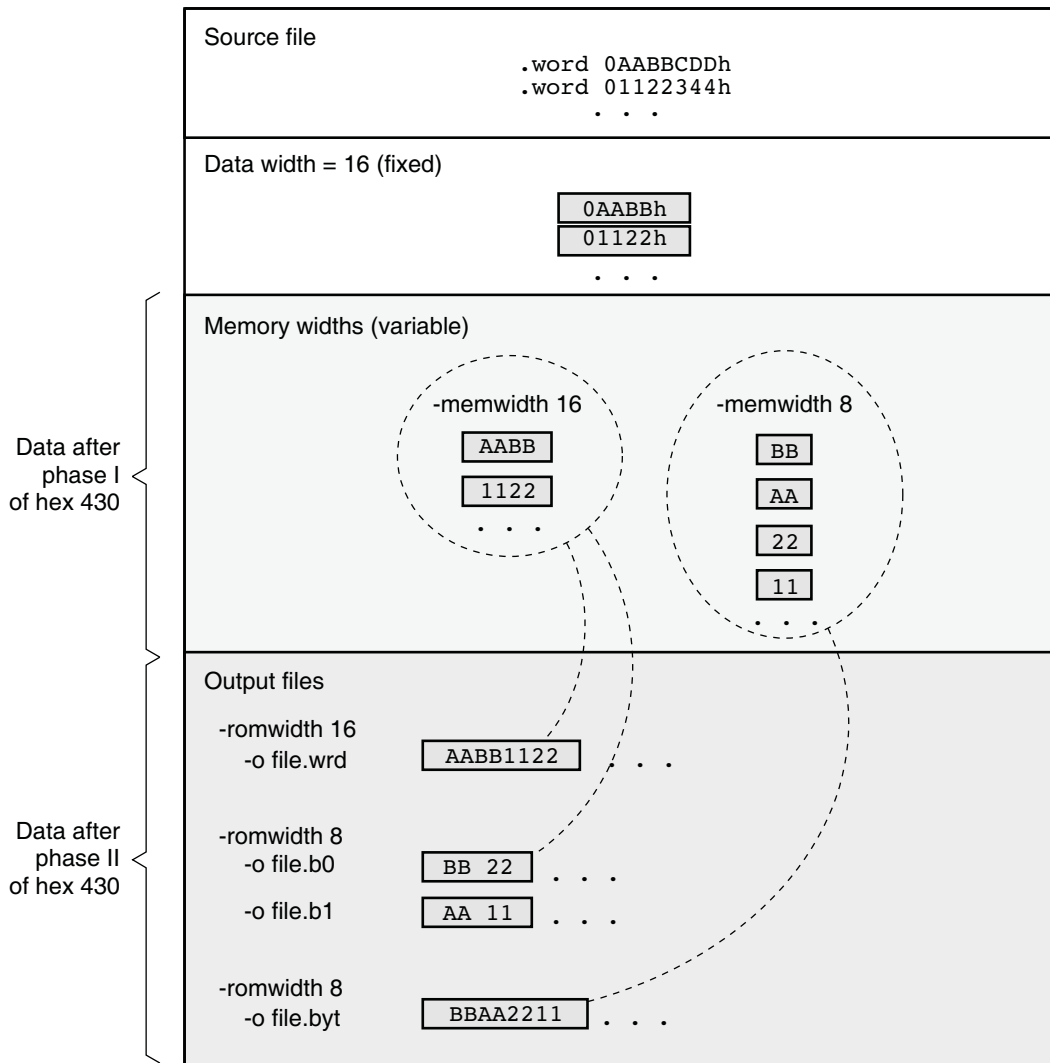 Source file
.word 0AABBCDDh
.word 01122344h
. . .
Data width = 16 (fixed)
0AABBh
01122h
. . .
Data after
phase I
of hex 430
Memory widths (variable)
-memwidth 16
AABB
1122
. . .
-memwidth 8
BB
AA
22
11
. . .
Data after
phase II
of hex 430
Output files
-romwidth 16
-o file.wrd AABB1122 . . .
-romwidth 8
-o file.b0 BB 22 . . .
-o file.b1 AA 11 . . .
-romwidth 8
-o file.byt BBAA2211 . . .